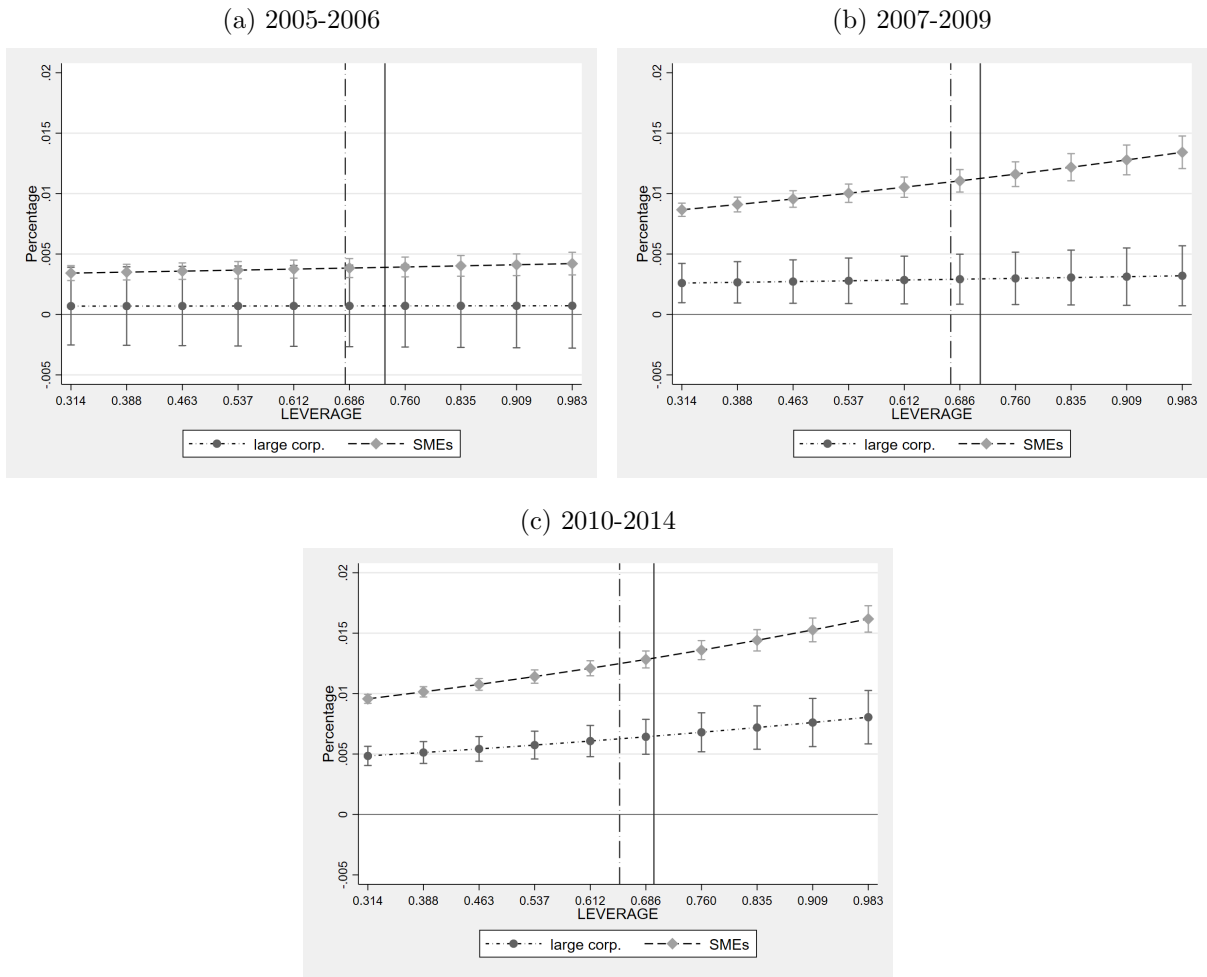 (a) 2005-2006
.02
.015
.01
.005
0
-.005
Percentage
0.314 0.388 0.463 0.537 0.612 0.686 0.760 0.835 0.909 0.983
LEVERAGE
large corp. SMEs
(b) 2007-2009
.02
.015
.01
.005
0
-.005
Percentage
0.314 0.388 0.463 0.537 0.612 0.686 0.760 0.835 0.909 0.983
LEVERAGE
large corp. SMEs
(c) 2010-2014
.02
.015
.01
.005
0
-.005
Percentage
0.314 0.388 0.463 0.537 0.612 0.686 0.760 0.835 0.909 0.983
LEVERAGE
large corp. SMEs